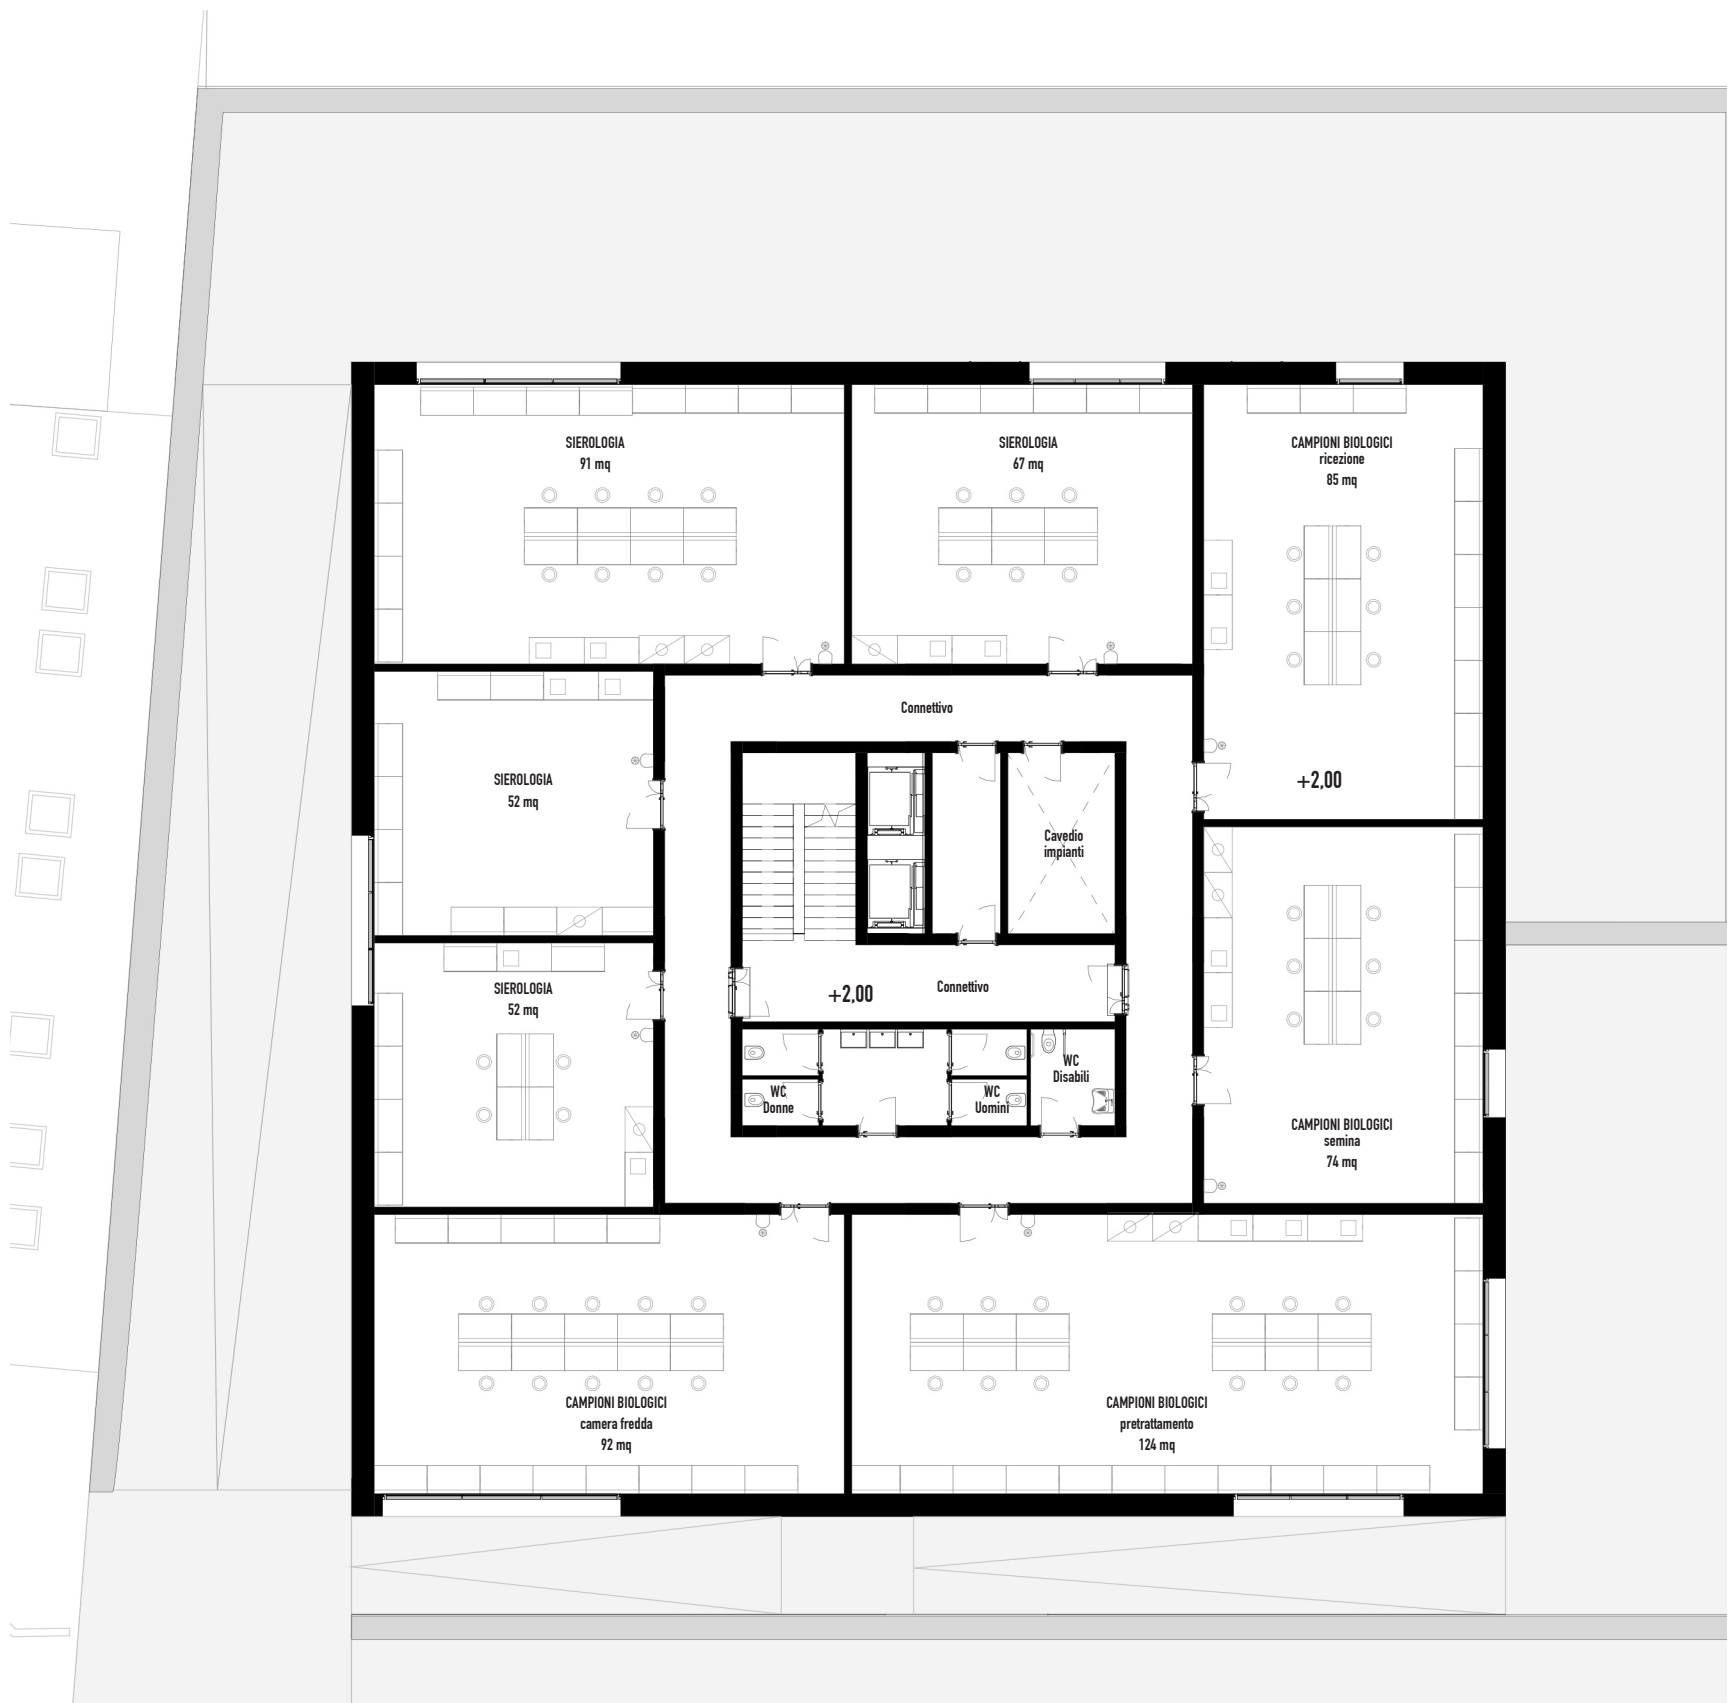 SIEROLOGIA
91 mq
SIEROLOGIA
67 mq
CAMPIONI BIOLOGICI
ricezione
85 mq
Connettivo
SIEROLOGIA
52 mq
+2,00
Cavedio
impianti
SIEROLOGIA
52 mq
+2,00
Connettivo
WC
Donne
WC
Uomini
WC
Disabili
CAMPIONI BIOLOGICI
semina
74 mq
CAMPIONI BIOLOGICI
camera fredda
92 mq
CAMPIONI BIOLOGICI
pretrattamento
124 mq